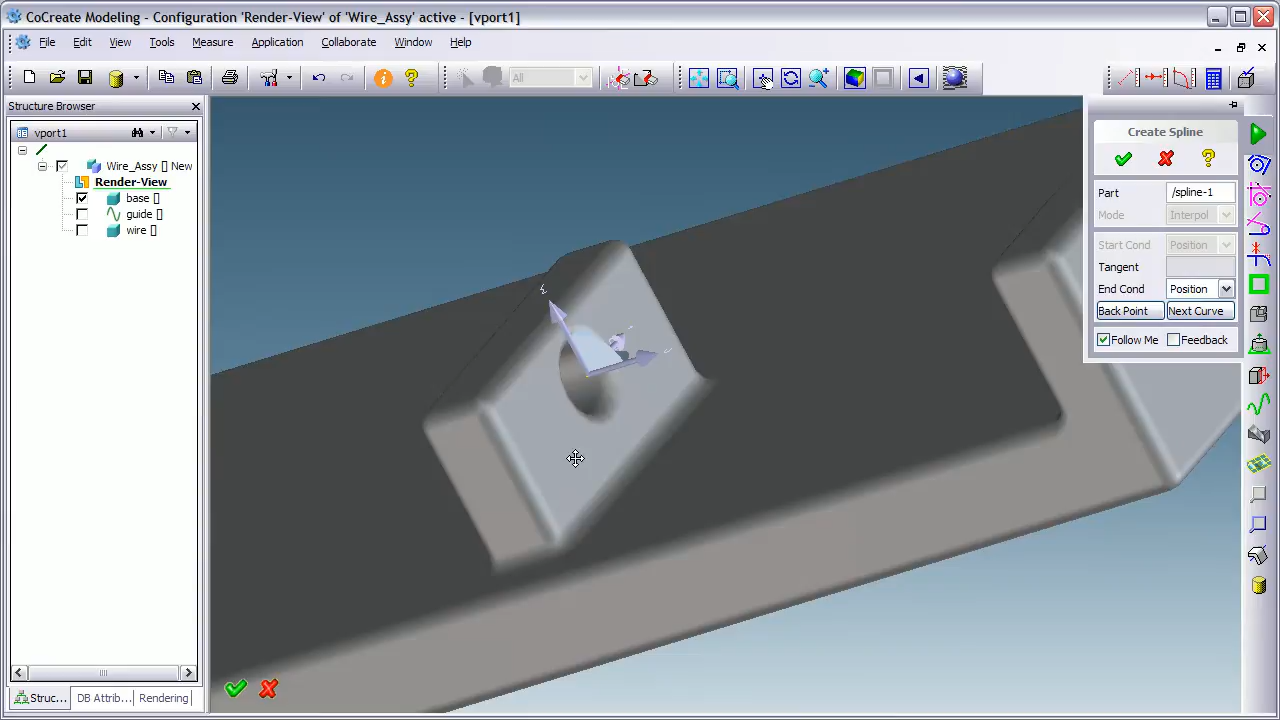 CoCreate Modeling - Configuration 'Render-View' of 'Wire_Assy' active - [vport1]
File Edit View Tools Measure Application Collaborate Window Help
All
Structure Browser
vport1
Wire_Assy [] New
Render-View
base []
guide []
wire []
Struc... DB Attrib... Rendering
Create Spline
Part /spline-1
Mode Interpol
Start Cond Position
Tangent
End Cond Position
Back Point Next Curve
Follow Me Feedback